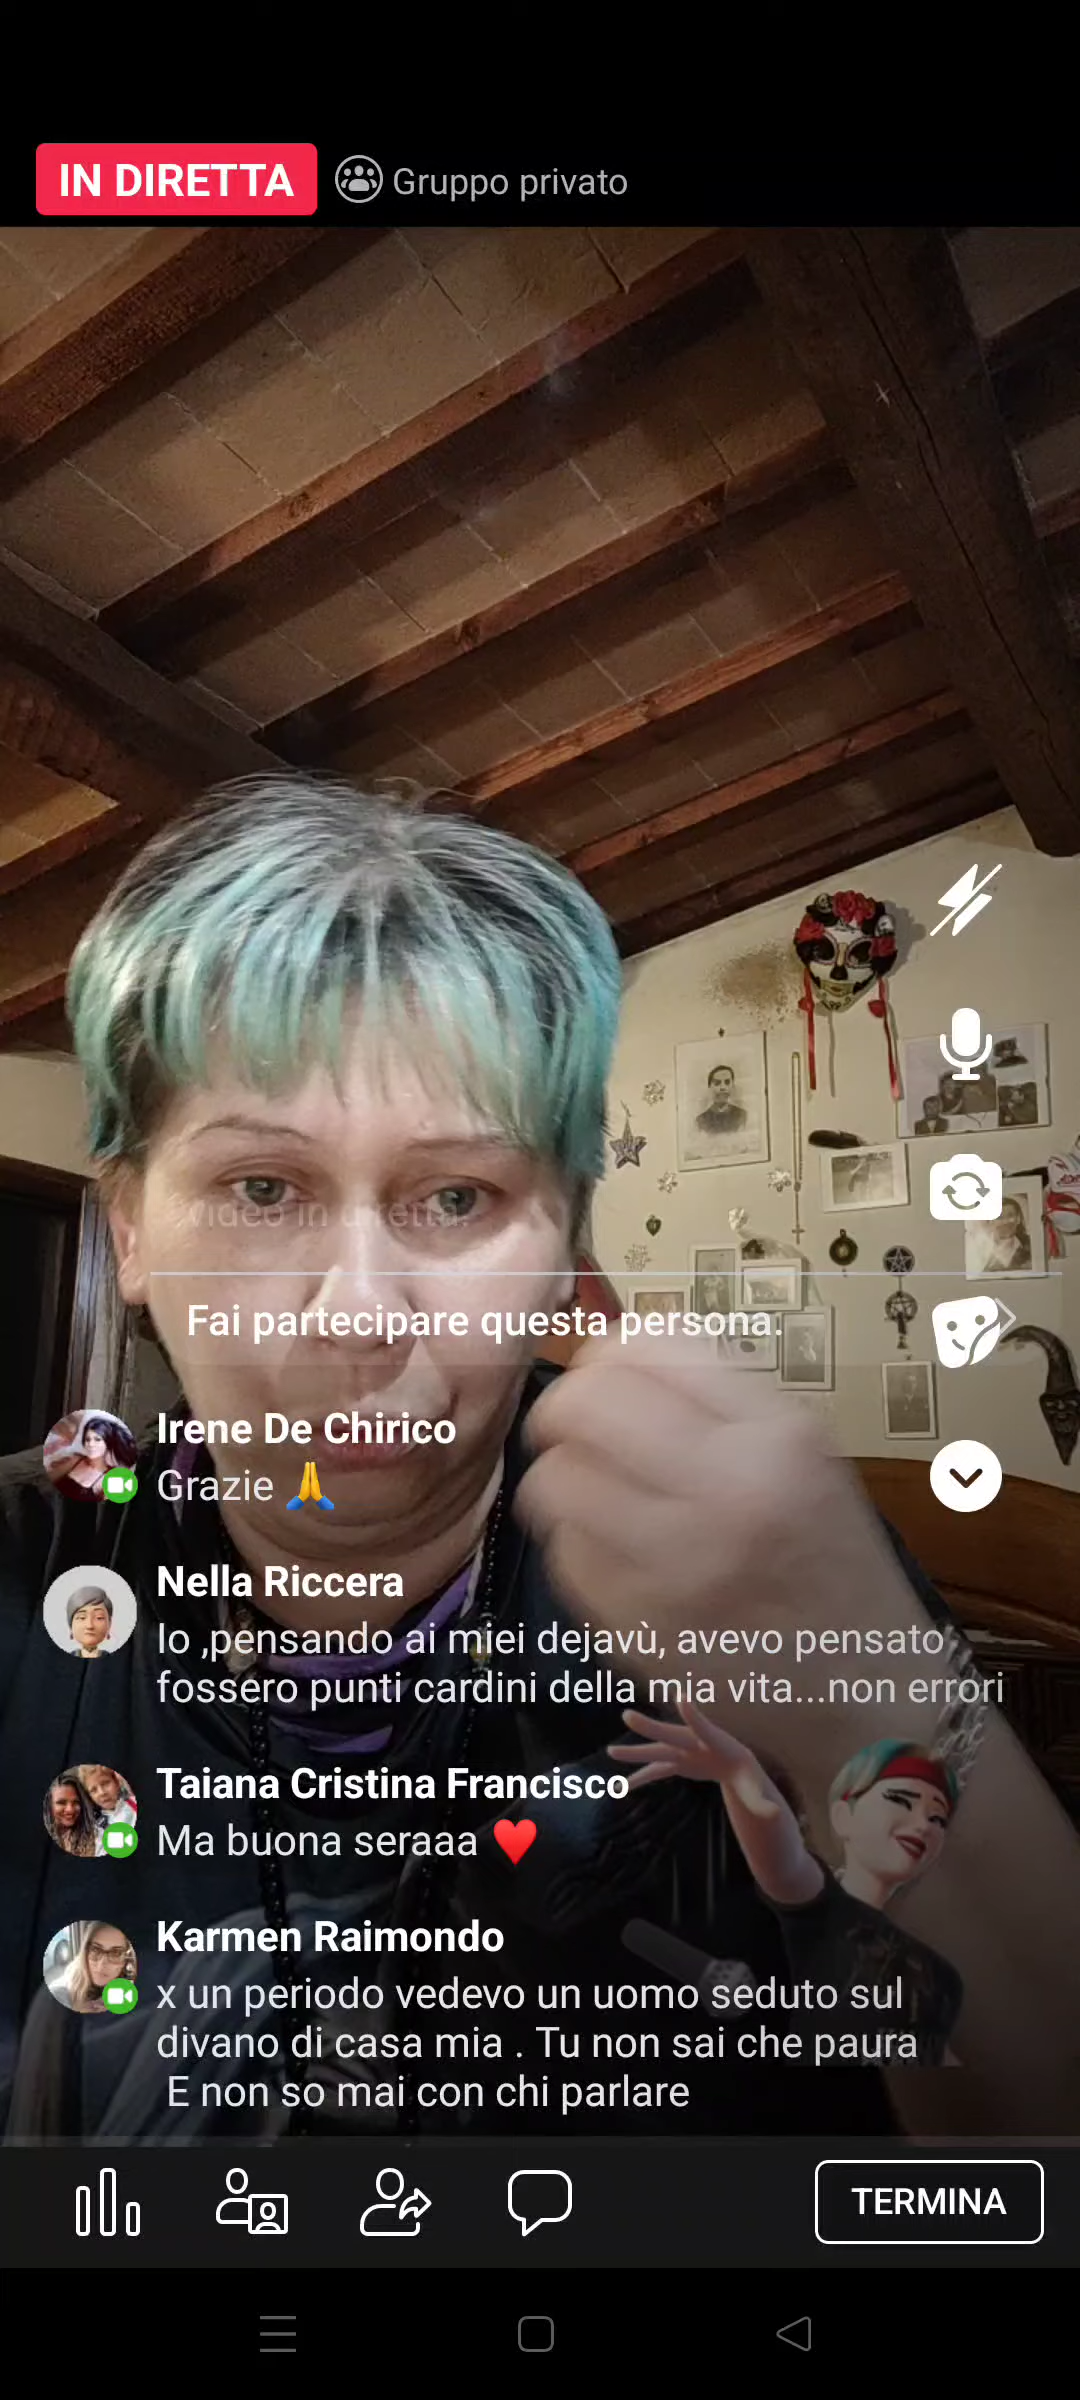 IN DIRETTA
Gruppo privato
video in diretta.
Fai partecipare questa persona.
Irene De Chirico
Grazie 🙏
Nella Riccera
Io ,pensando ai miei dejavù, avevo pensato
fossero punti cardini della mia vita...non errori
Taiana Cristina Francisco
Ma buona seraaa ♥️
Karmen Raimondo
x un periodo vedevo un uomo seduto sul
divano di casa mia . Tu non sai che paura
E non so mai con chi parlare
TERMINA